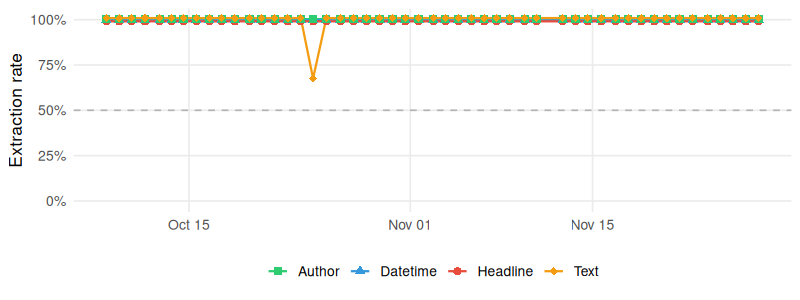 Extraction rate
100%
75%
50%
25%
0%
Oct 15 Nov 01 Nov 15
Author Datetime Headline Text